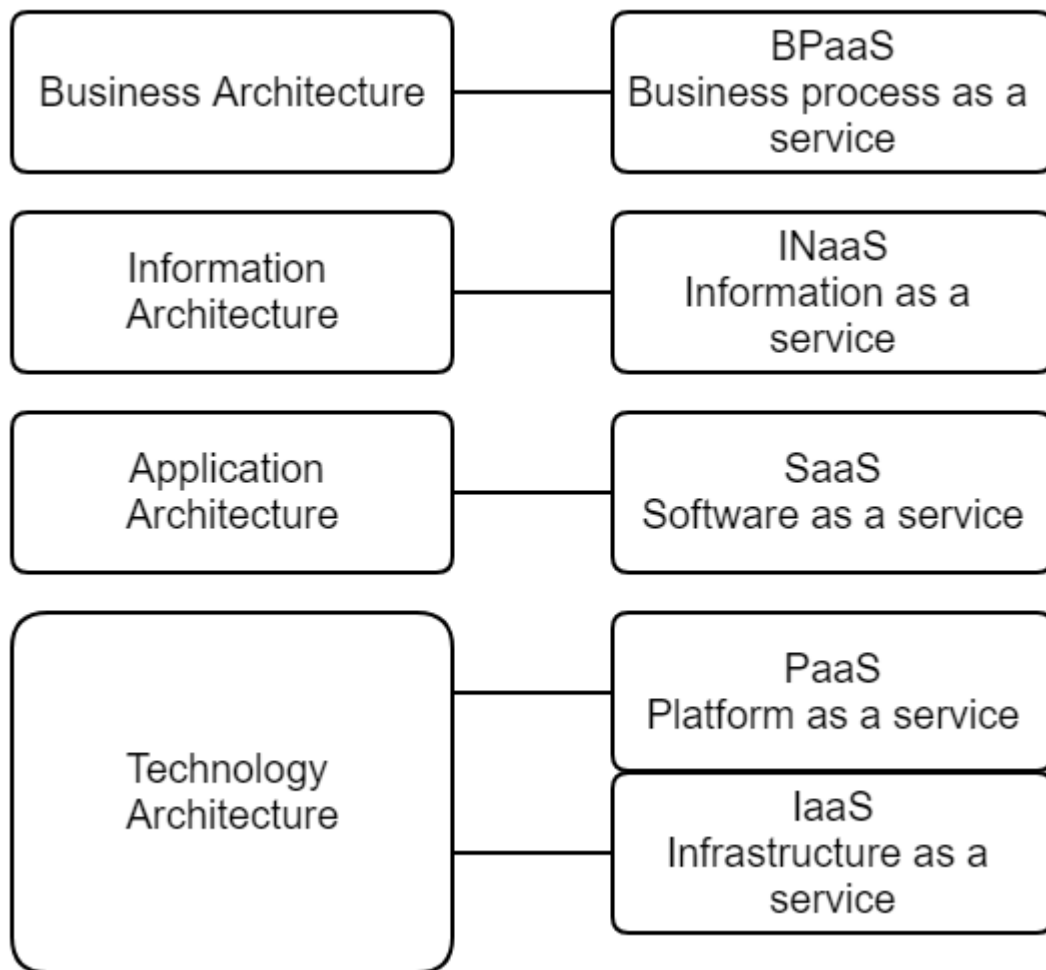 Business Architecture
BPaaS
Business process as a
service
Information
Architecture
INaaS
Information as a
service
Application
Architecture
SaaS
Software as a service
Technology
Architecture
PaaS
Platform as a service
IaaS
Infrastructure as a
service